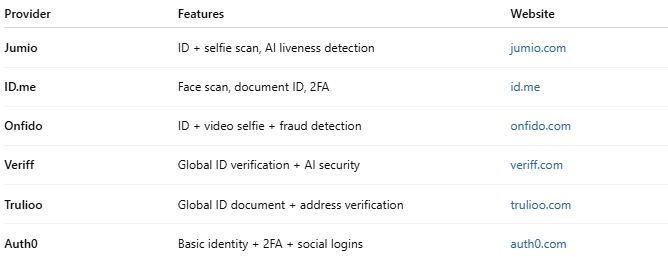 Provider Features Website
Jumio ID + selfie scan, AI liveness detection jumio.com
ID.me Face scan, document ID, 2FA id.me
Onfido ID + video selfie + fraud detection onfido.com
Veriff Global ID verification + AI security veriff.com
Trulioo Global ID document + address verification trulioo.com
Auth0 Basic identity + 2FA + social logins auth0.com